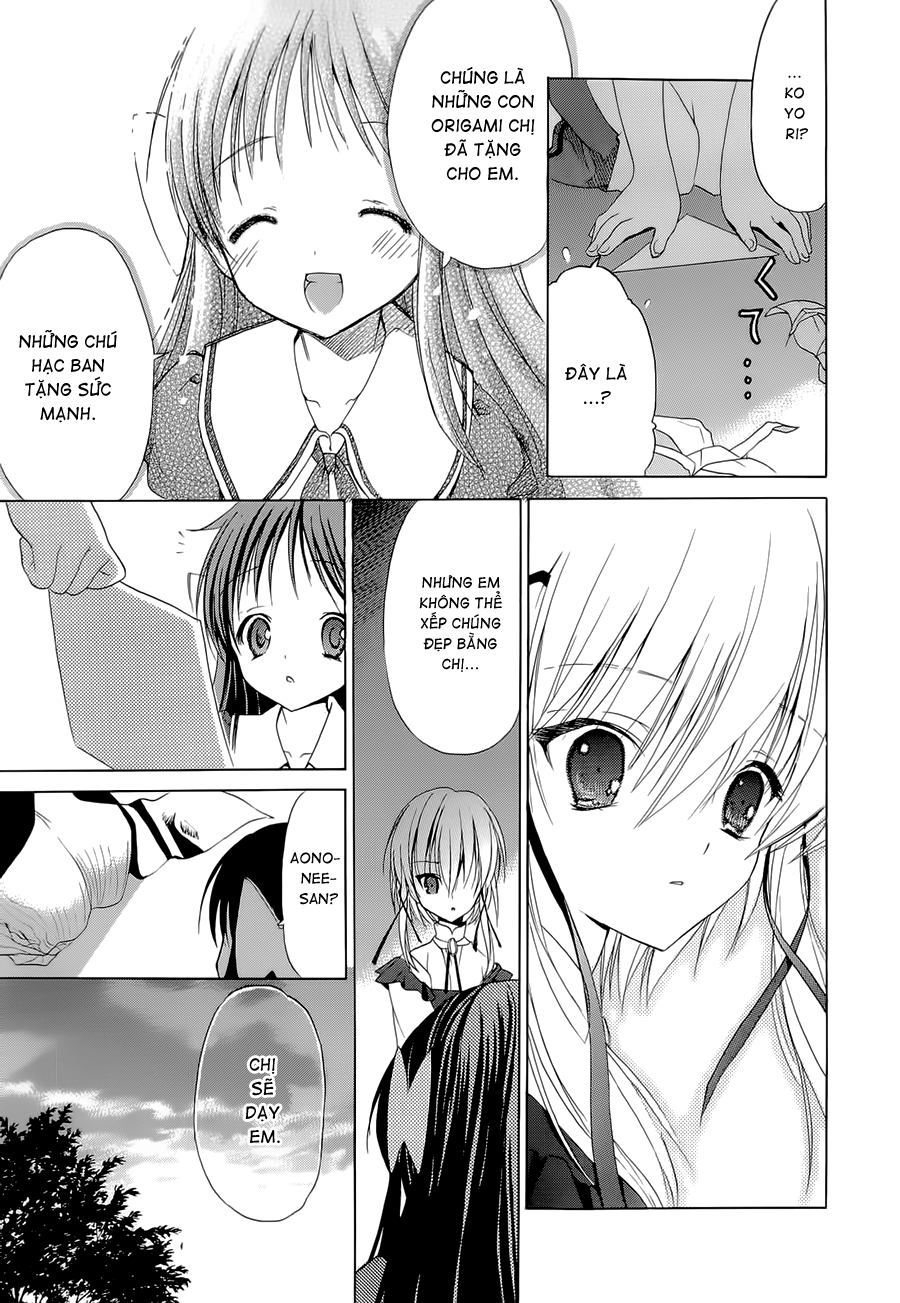 ...
KO
YO
RI?
ĐÂY LÀ
...?
く
て
...
CHÚNG LÀ
NHỮNG CON
ORIGAMI CHỊ
ĐÃ TẶNG
CHO EM.
NHỮNG CHÚ
HẠC BAN
TẶNG SỨC
MẠNH.
NHƯNG EM
KHÔNG THỂ
XẾP CHÚNG
ĐẸP BẰNG
CHỊ...
AONO-
NEE-
SAN?
CHỊ
SẼ
DẠY
EM.